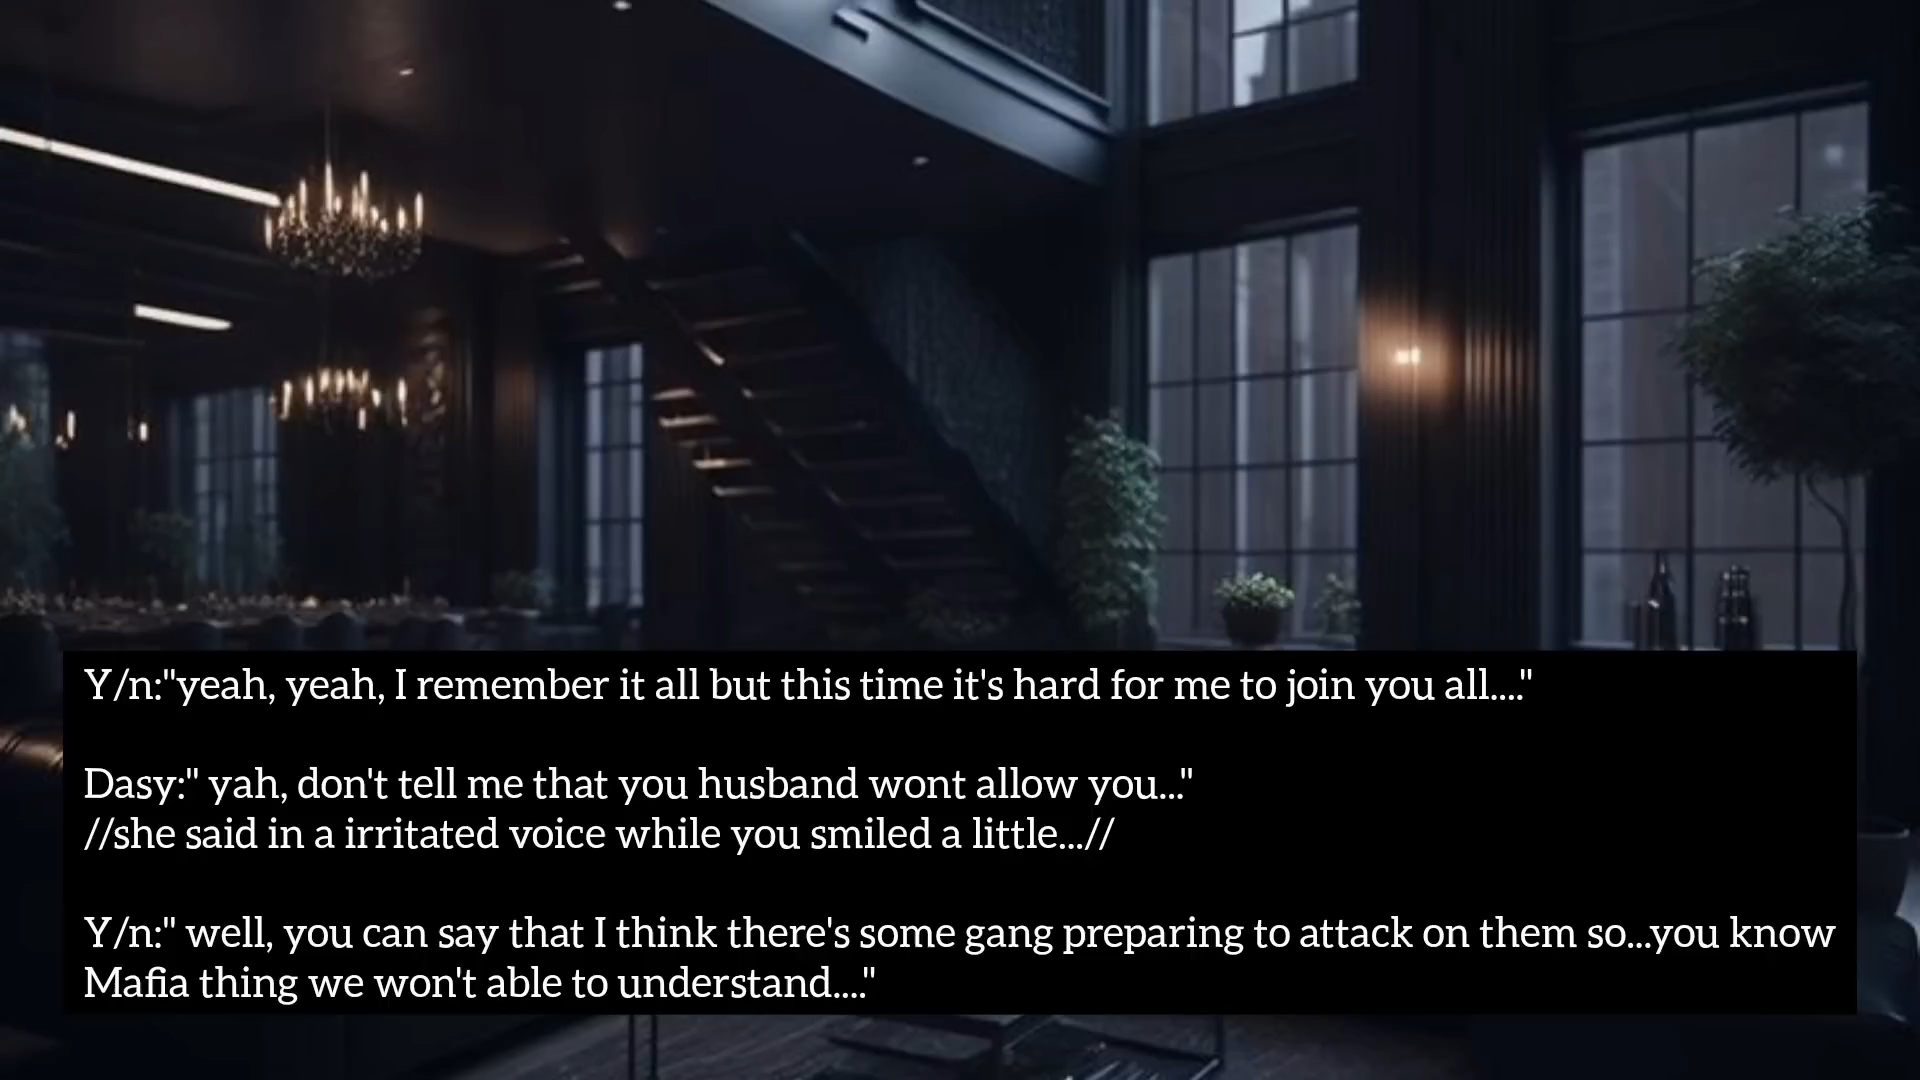 Y/n:"yeah, yeah, I remember it all but this time it's hard for me to join you all...."
Dasy:" yah, don't tell me that you husband wont allow you..."
//she said in a irritated voice while you smiled a little...//
Y/n:" well, you can say that I think there's some gang preparing to attack on them so...you know
Mafia thing we won't able to understand...."